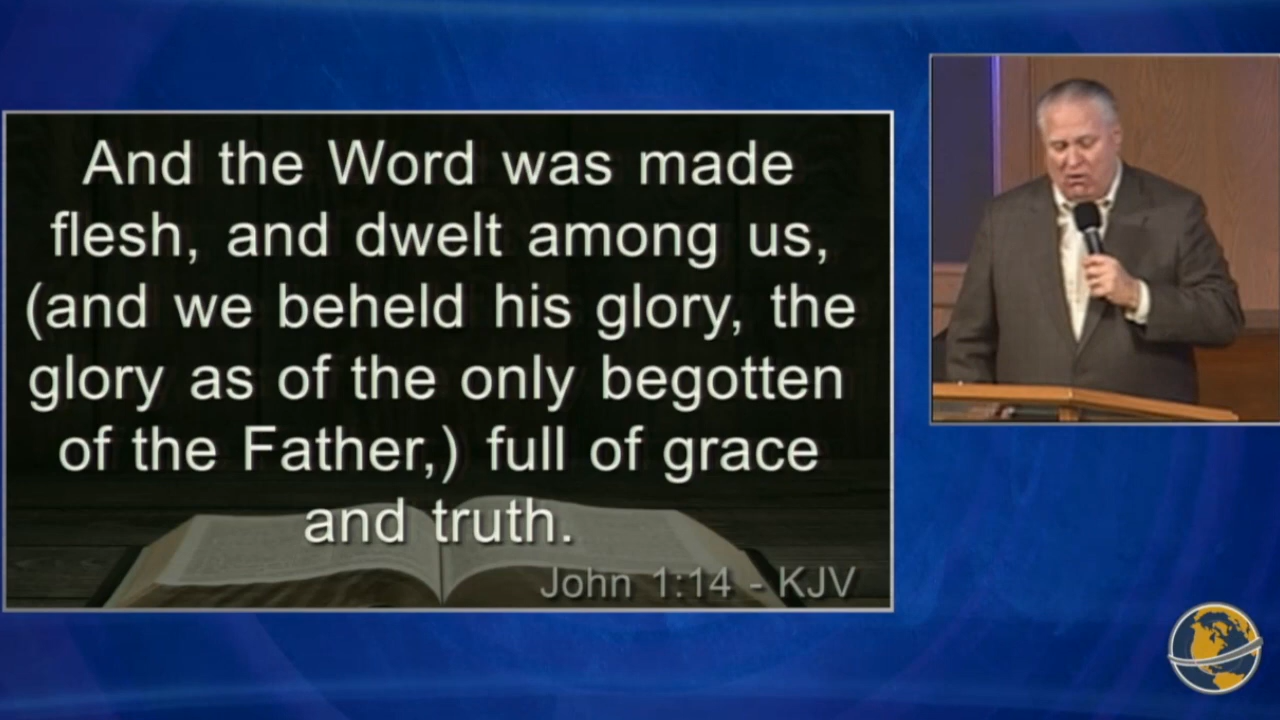 And the Word was made
flesh, and dwelt among us,
(and we beheld his glory, the
glory as of the only begotten
of the Father,) full of grace
and truth.
John 1:14 - KJV